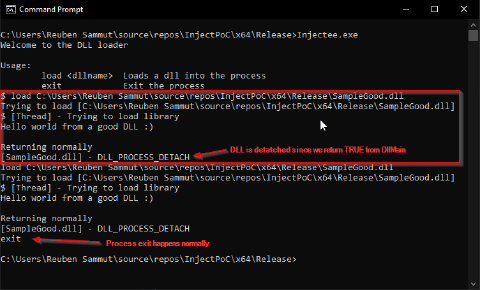 Command Prompt
C:\Users\Reuben Sammut\source\repos\InjectPoC\x64\Release>Injectee.exe
Welcome to the DLL loader
Usage:
load <dllname> Loads a dll into the process
exit Exit the process
$ load C:\Users\Reuben Sammut\source\repos\InjectPoC\x64\Release\SampleGood.dll
Trying to load [C:\Users\Reuben Sammut\source\repos\InjectPoC\x64\Release\SampleGood.dll]
$ [Thread] - Trying to load library
Hello world from a good DLL :)
Returning normally
[SampleGood.dll] - DLL_PROCESS_DETACH
DLL is detatched since we return TRUE from DllMain
load C:\Users\Reuben Sammut\source\repos\InjectPoC\x64\Release\SampleGood.dll
Trying to load [C:\Users\Reuben Sammut\source\repos\InjectPoC\x64\Release\SampleGood.dll]
$ [Thread] - Trying to load library
Hello world from a good DLL :)
Returning normally
[SampleGood.dll] - DLL_PROCESS_DETACH
exit
Process exit happens normally
C:\Users\Reuben Sammut\source\repos\InjectPoC\x64\Release>